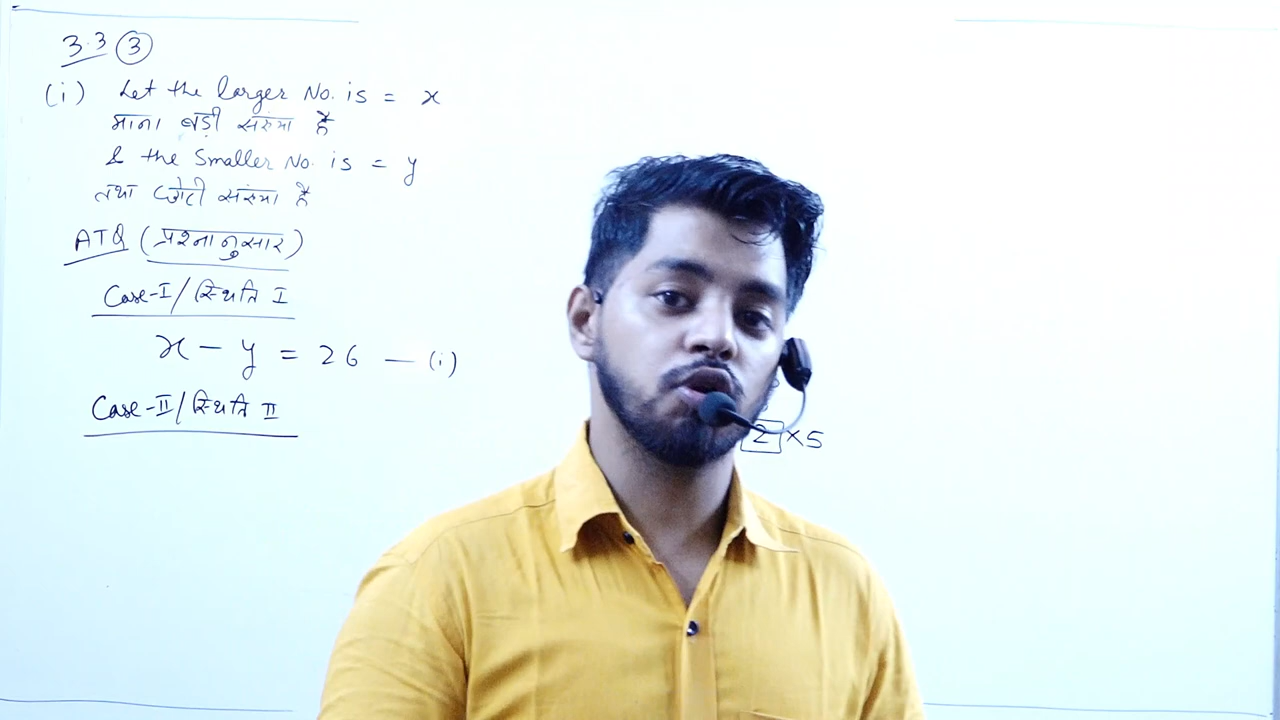 3.3 ③
(i) Let the larger No. is = x
माना बड़ी संख्या है
& the Smaller No. is = y
तथा छोटी संख्या है
ATQ (प्रश्नानुसार)
Case-I/स्थिति I
x - y = 26 — (i)
Case-II/स्थिति II
2 × 5